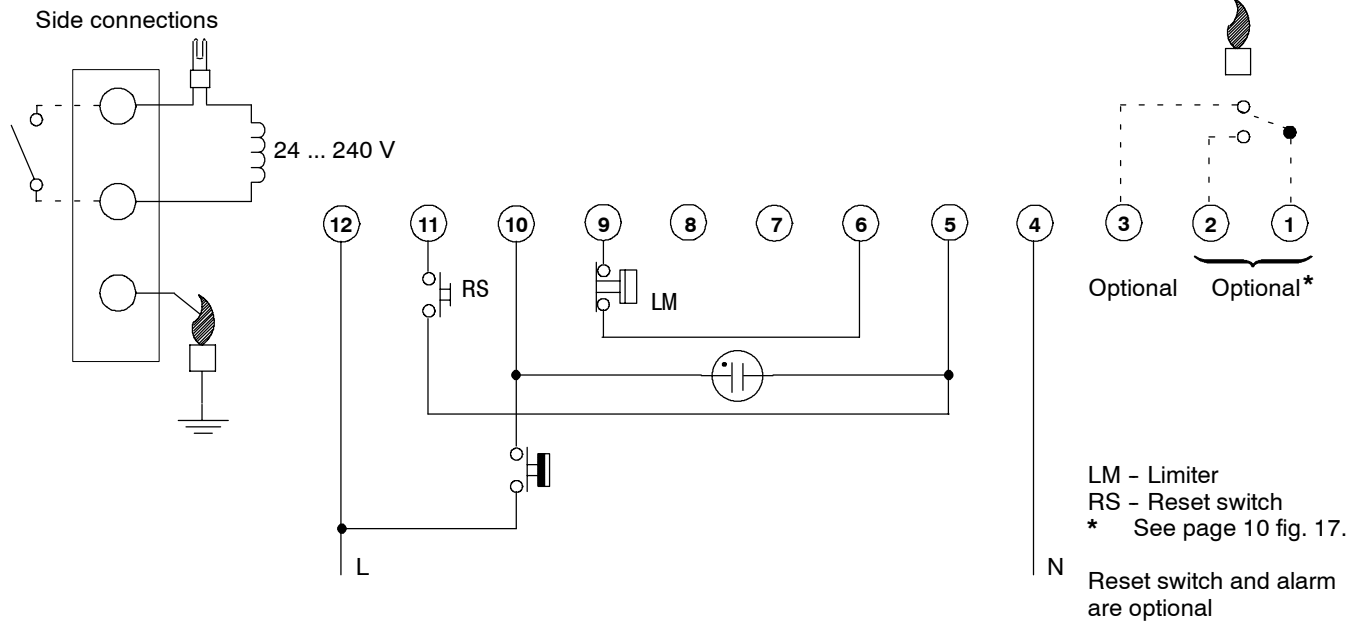 Side connections
24 ... 240 V
12 11 10 9 8 7 6 5 4 3 2 1
RS
LM
Optional Optional*
L
N
LM – Limiter
RS – Reset switch
* See page 10 fig. 17.
Reset switch and alarm
are optional